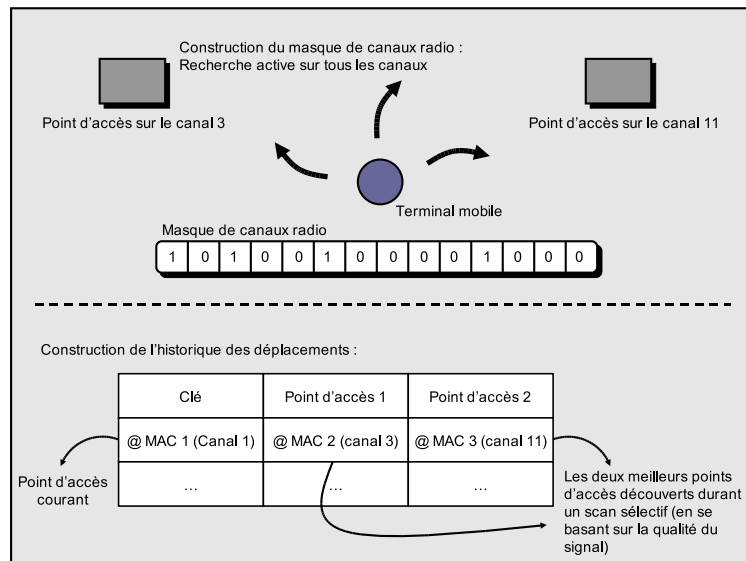 Construction du masque de canaux radio :
Recherche active sur tous les canaux
Point d'accès sur le canal 3
Point d'accès sur le canal 11
Terminal mobile
Masque de canaux radio
1 0 1 0 0 1 0 0 0 0 1 0 0 0
Construction de l'historique des déplacements :
Clé Point d'accès 1 Point d'accès 2
@ MAC 1 (Canal 1) @ MAC 2 (canal 3) @ MAC 3 (canal 11)
... ... ...
Point d'accès
courant
Les deux meilleurs points
d'accès découverts durant
un scan sélectif (en se
basant sur la qualité du
signal)